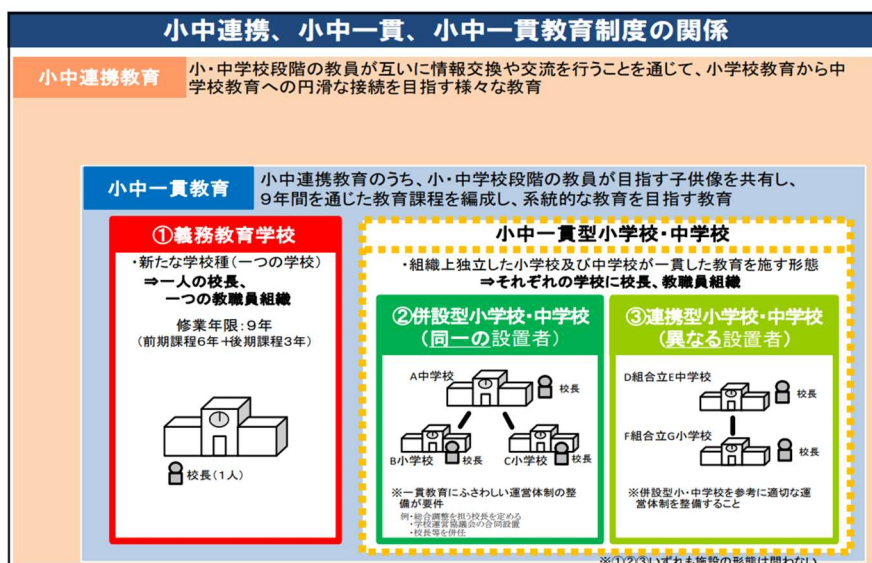 小中連携、小中一貫、小中一貫教育制度の関係
小中連携教育
小・中学校段階の教員が互いに情報交換や交流を行うことを通じて、小学校教育から中
学校教育への円滑な接続を目指す様々な教育
小中一貫教育
小中連携教育のうち、小・中学校段階の教員が目指す子供像を共有し、
9年間を通じた教育課程を編成し、系統的な教育を目指す教育
①義務教育学校
・新たな学校種(一つの学校)
⇒一人の校長、
一つの教職員組織
修業年限:9年
(前期課程6年+後期課程3年)
校長(1人)
小中一貫型小学校・中学校
・組織上独立した小学校及び中学校が一貫した教育を施す形態
⇒それぞれの学校に校長、教職員組織
②併設型小学校・中学校
(同一の設置者)
A中学校
校長
B小学校
校長
C小学校
校長
※一貫教育にふさわしい運営体制の整
備が要件
例・総合調整を担う校長を定める
・学校運営協議会の合同設置
・校長等を併任
③連携型小学校・中学校
(異なる設置者)
D組合立E中学校
校長
F組合立G小学校
校長
※併設型小・中学校を参考に適切な運
営体制を整備すること
※①②③いずれも施設の形態は問わない